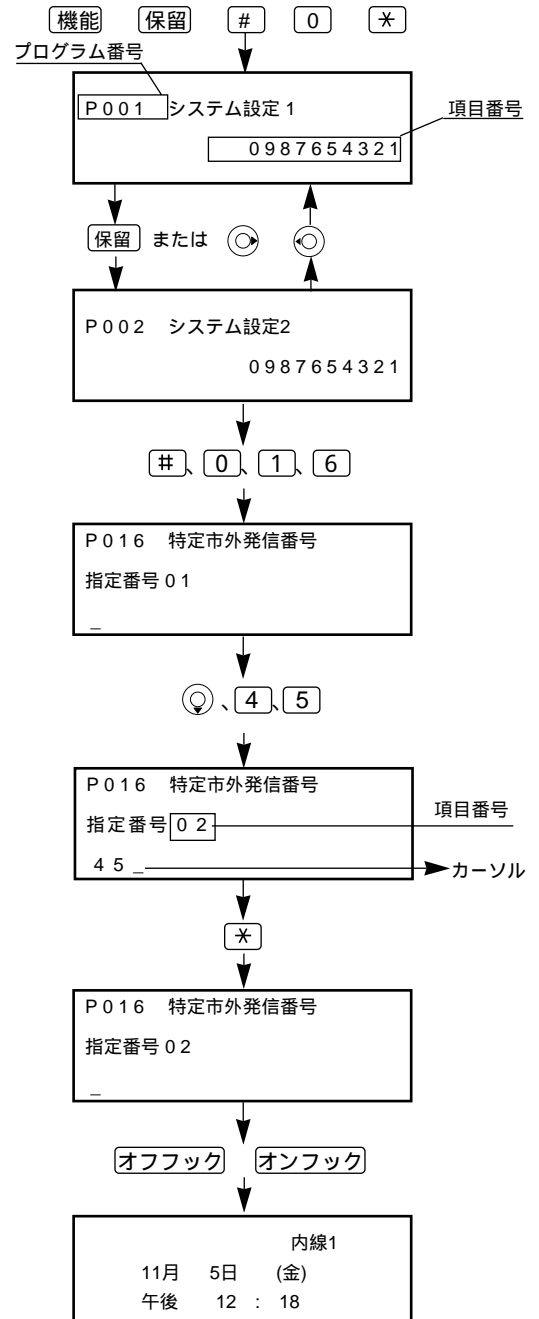 機能 保留 # 0 *
プログラム番号
P001 システム設定 1
項目番号
0987654321
保留 または
P002 システム設定2
0987654321
#、0、1、6
P016 特定市外発信番号
指定番号 01
_
、4、5
P016 特定市外発信番号
指定番号 02
項目番号
45_
カーソル
*
P016 特定市外発信番号
指定番号 02
_
オフフック オンフック
内線1
11月 5日 (金)
午後 12 : 18